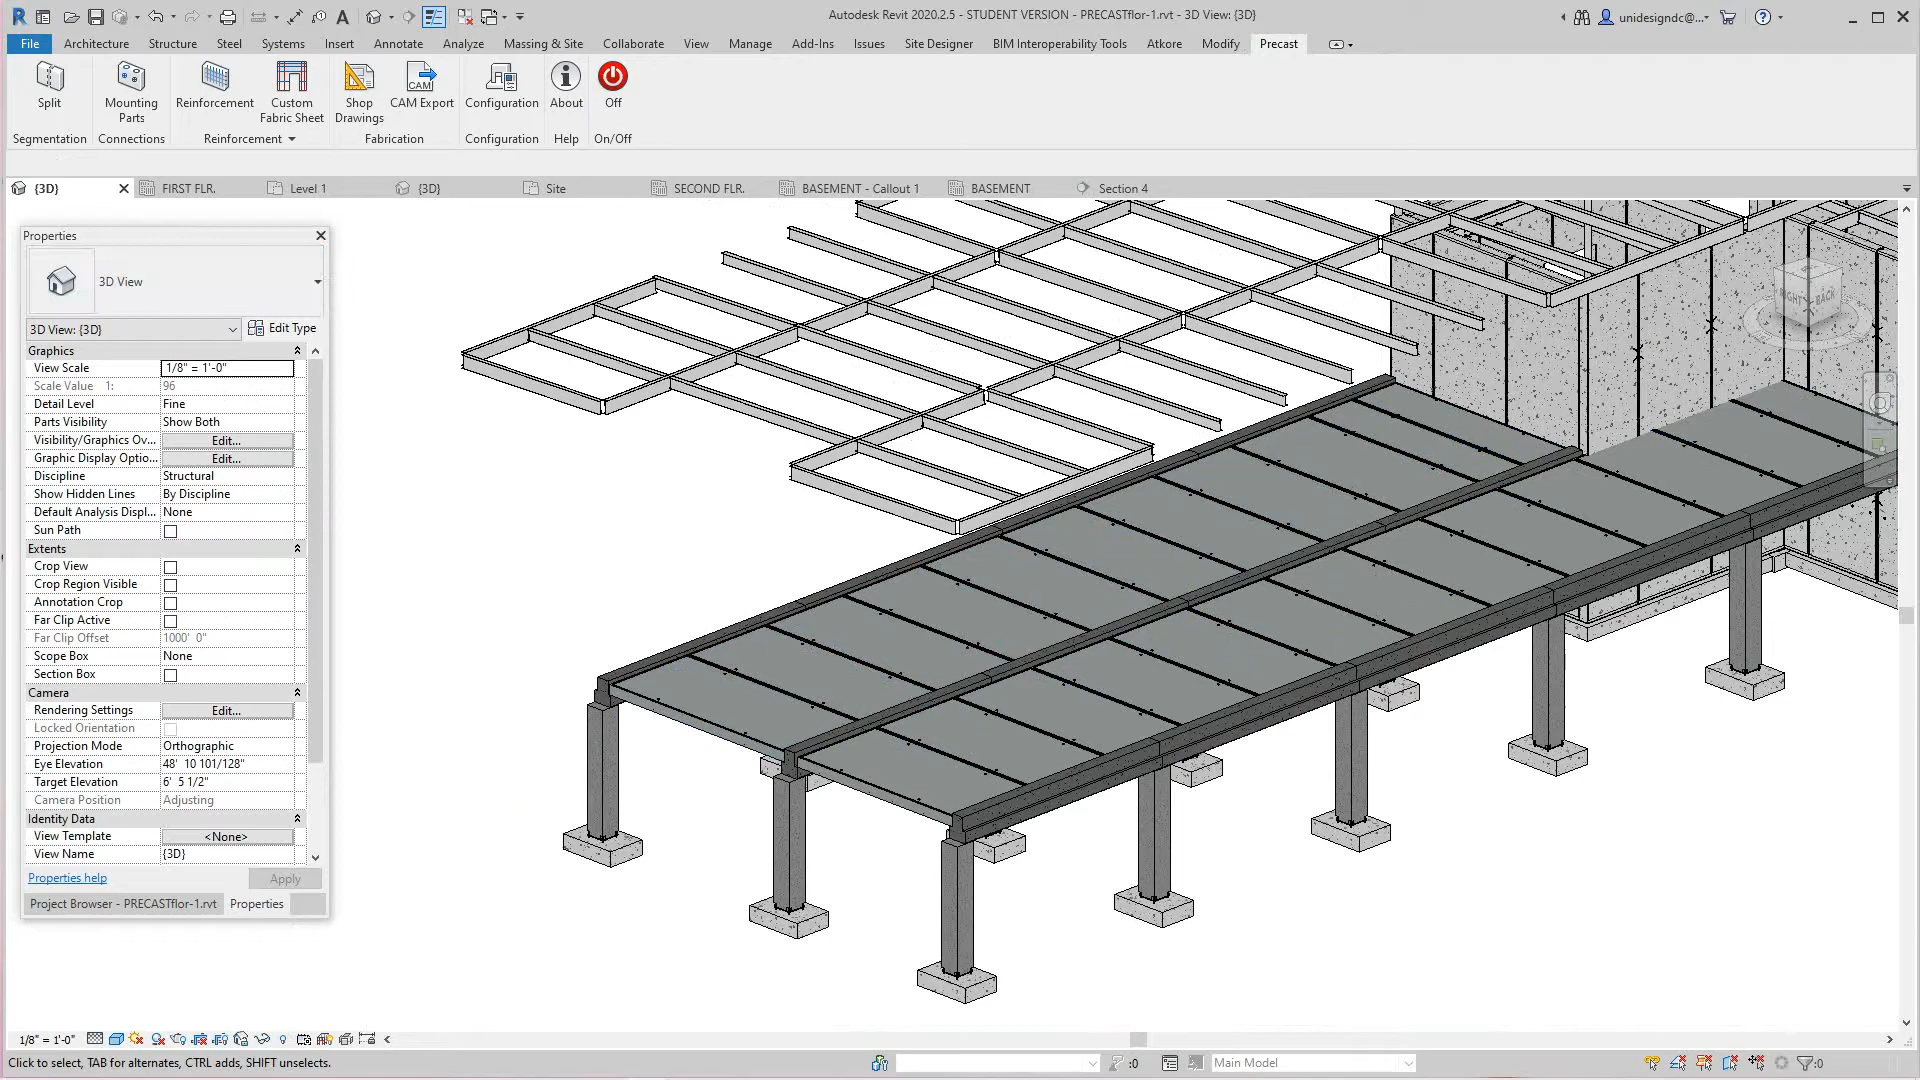 Autodesk Revit 2020.2.5 - STUDENT VERSION - PRECASTflor-1.rvt - 3D View: {3D}
unidesigndc@...
File Architecture Structure Steel Systems Insert Annotate Analyze Massing & Site Collaborate View Manage Add-Ins Issues Site Designer BIM Interoperability Tools Atkore Modify Precast
Split
Mounting
Parts
Reinforcement
Custom
Fabric Sheet
Shop
Drawings
CAM
CAM Export
Configuration
About
Off
Segmentation Connections Reinforcement Fabrication Configuration Help On/Off
{3D} FIRST FLR. Level 1 {3D} Site SECOND FLR. BASEMENT - Callout 1 BASEMENT Section 4
Properties
3D View
3D View: {3D} Edit Type
Graphics
View Scale 1/8" = 1'-0"
Scale Value 1: 96
Detail Level Fine
Parts Visibility Show Both
Visibility/Graphics Ov... Edit...
Graphic Display Optio... Edit...
Discipline Structural
Show Hidden Lines By Discipline
Default Analysis Displ... None
Sun Path
Extents
Crop View
Crop Region Visible
Annotation Crop
Far Clip Active
Far Clip Offset 1000' 0"
Scope Box None
Section Box
Camera
Rendering Settings Edit...
Locked Orientation
Projection Mode Orthographic
Eye Elevation 48' 10 101/128"
Target Elevation 6' 5 1/2"
Camera Position Adjusting
Identity Data
View Template <None>
View Name {3D}
Properties help Apply
Project Browser - PRECASTflor-1.rvt Properties
RIGHT BACK
1/8" = 1'-0"
Click to select, TAB for alternates, CTRL adds, SHIFT unselects.
:0 Main Model :0